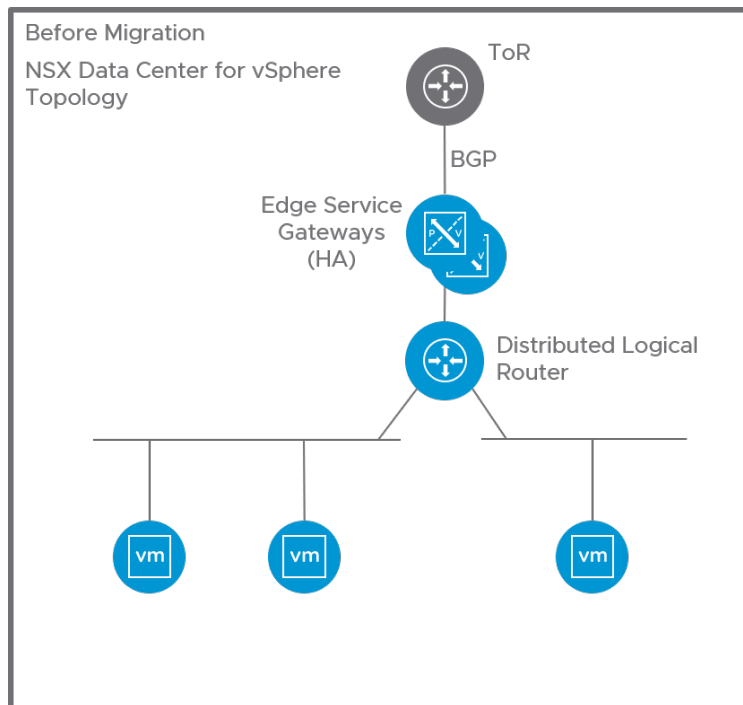 Before Migration
NSX Data Center for vSphere
Topology
ToR
BGP
Edge Service
Gateways
(HA)
P V
V
Distributed Logical
Router
vm
vm
vm